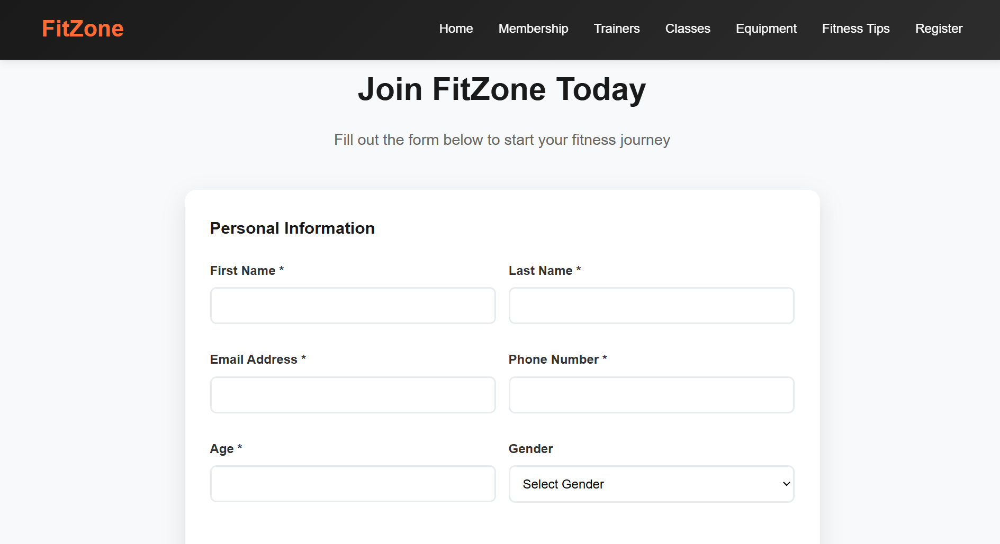 FitZone
Home Membership Trainers Classes Equipment Fitness Tips Register
Join FitZone Today
Fill out the form below to start your fitness journey
Personal Information
First Name * Last Name *
Email Address * Phone Number *
Age * Gender
Select Gender